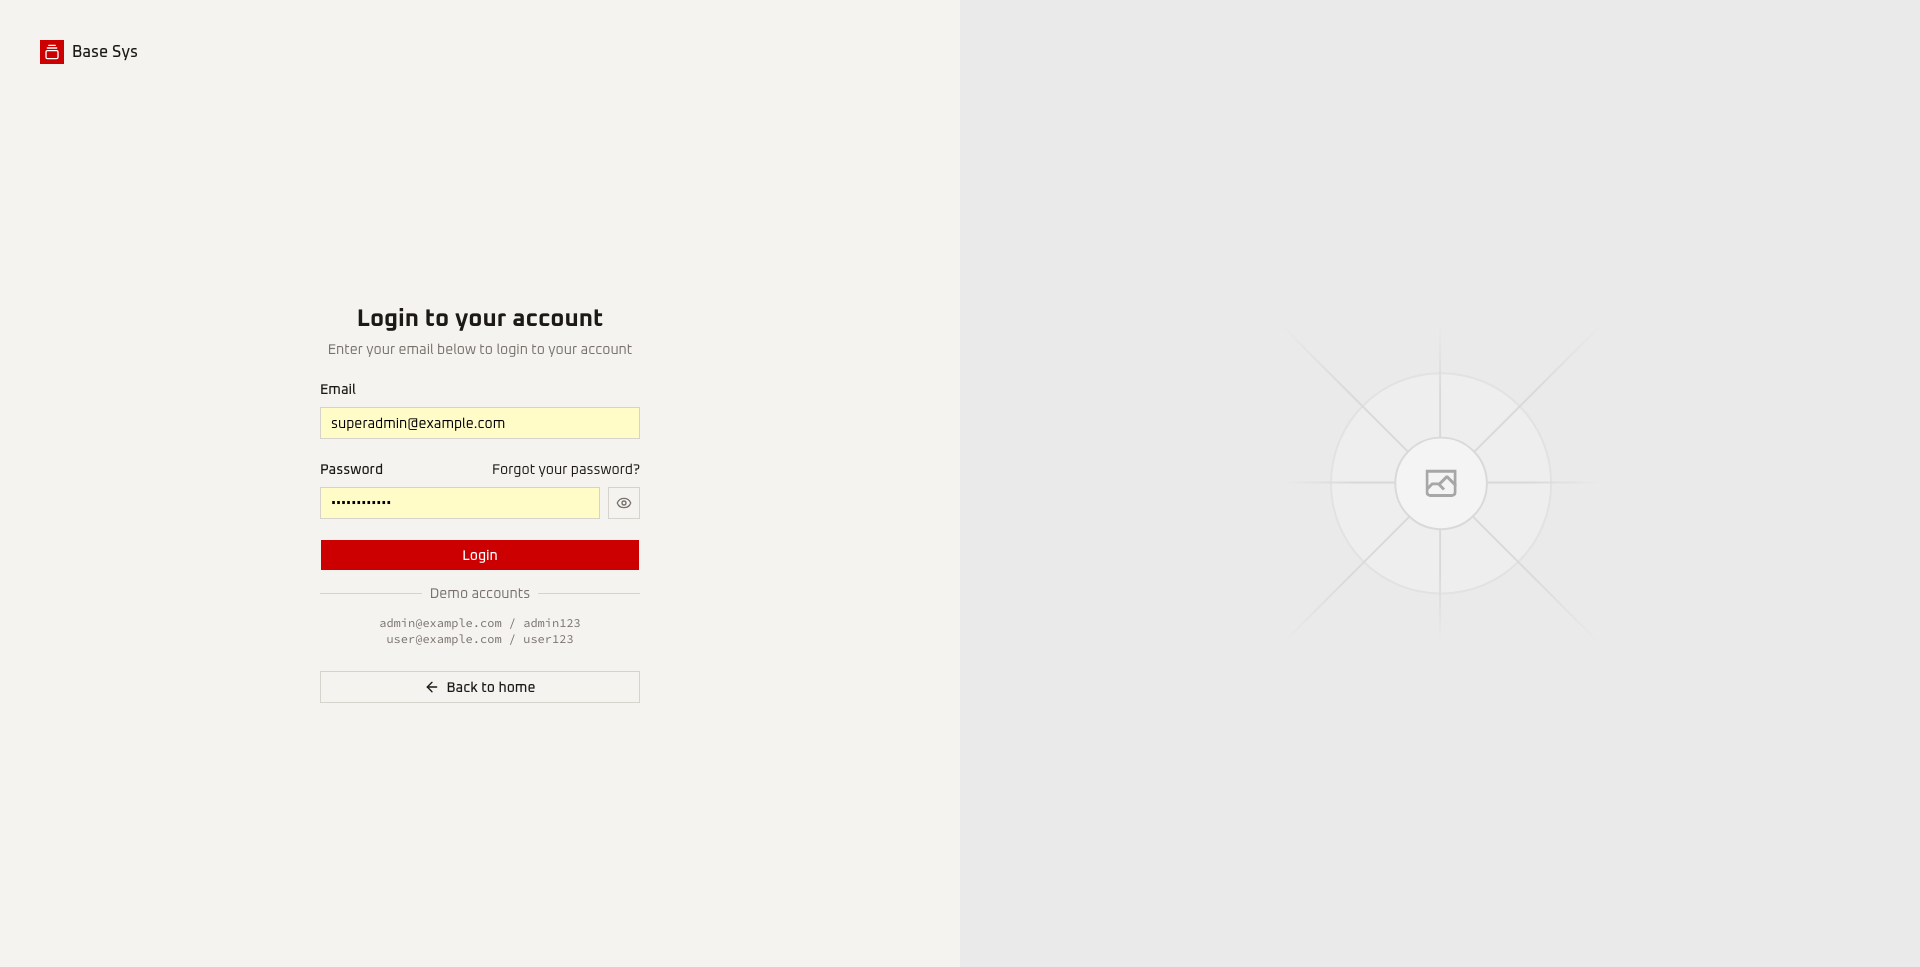 Base Sys
Login to your account
Enter your email below to login to your account
Email
superadmin@example.com
Password Forgot your password?
••••••••••••
Login
Demo accounts
admin@example.com / admin123
user@example.com / user123
← Back to home